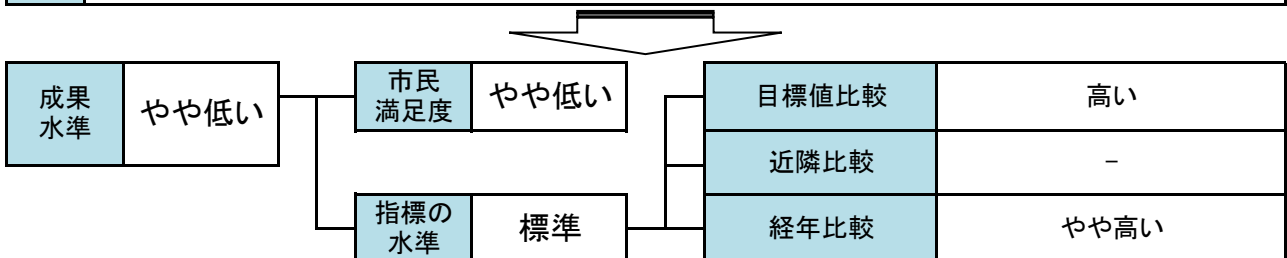 成果
水準
やや低い
市民
満足度
やや低い
指標の
水準
標準
目標値比較
高い
近隣比較
－
経年比較
やや高い